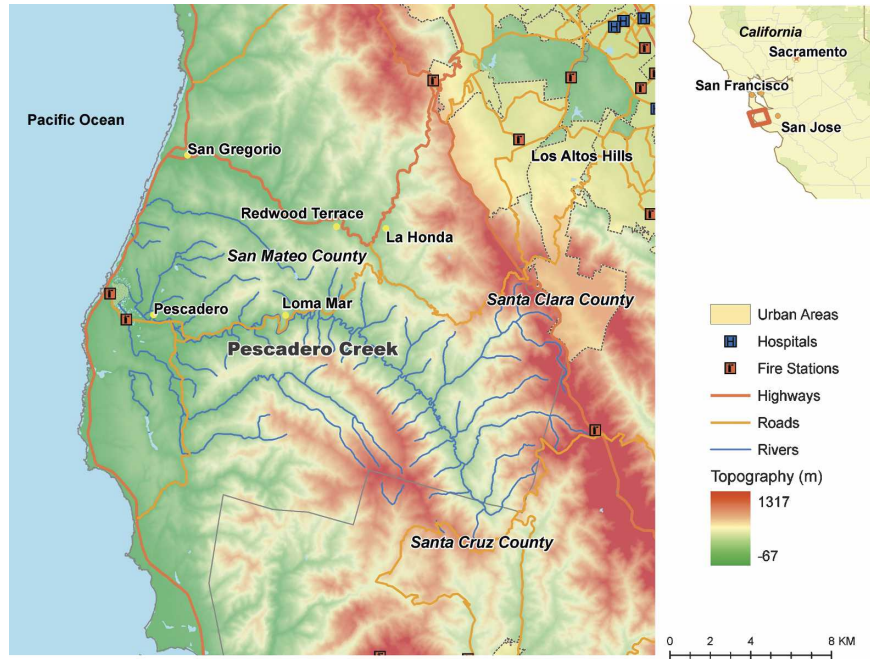 Pacific Ocean
San Gregorio
Los Altos Hills
Redwood Terrace
La Honda
San Mateo County
Santa Clara County
Pescadero
Loma Mar
Pescadero Creek
Santa Cruz County
California
Sacramento
San Francisco
San Jose
Urban Areas
H Hospitals
Fire Stations
Highways
Roads
Rivers
Topography (m)
1317
-67
0 2 4 8 KM